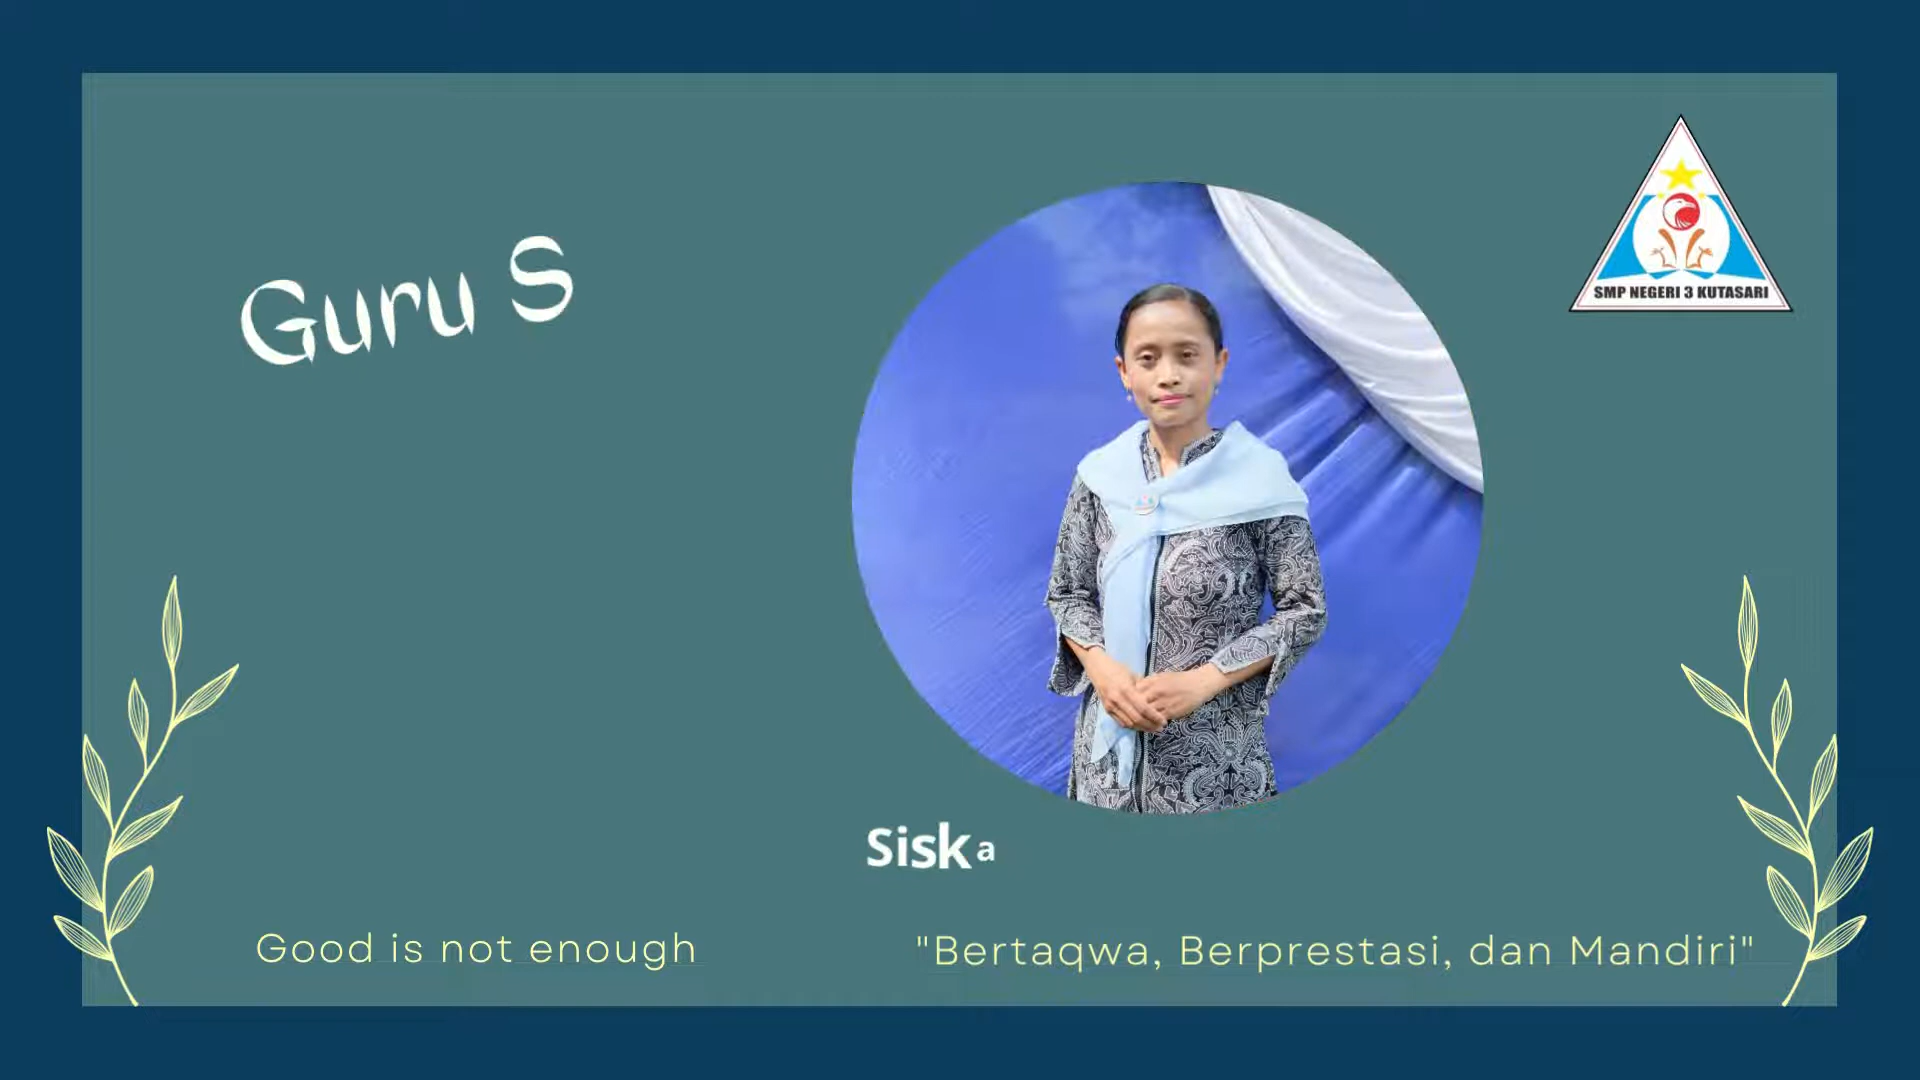 Guru S
SMP NEGERI 3 KUTASARI
Siska
Good is not enough
"Bertaqwa, Berprestasi, dan Mandiri"